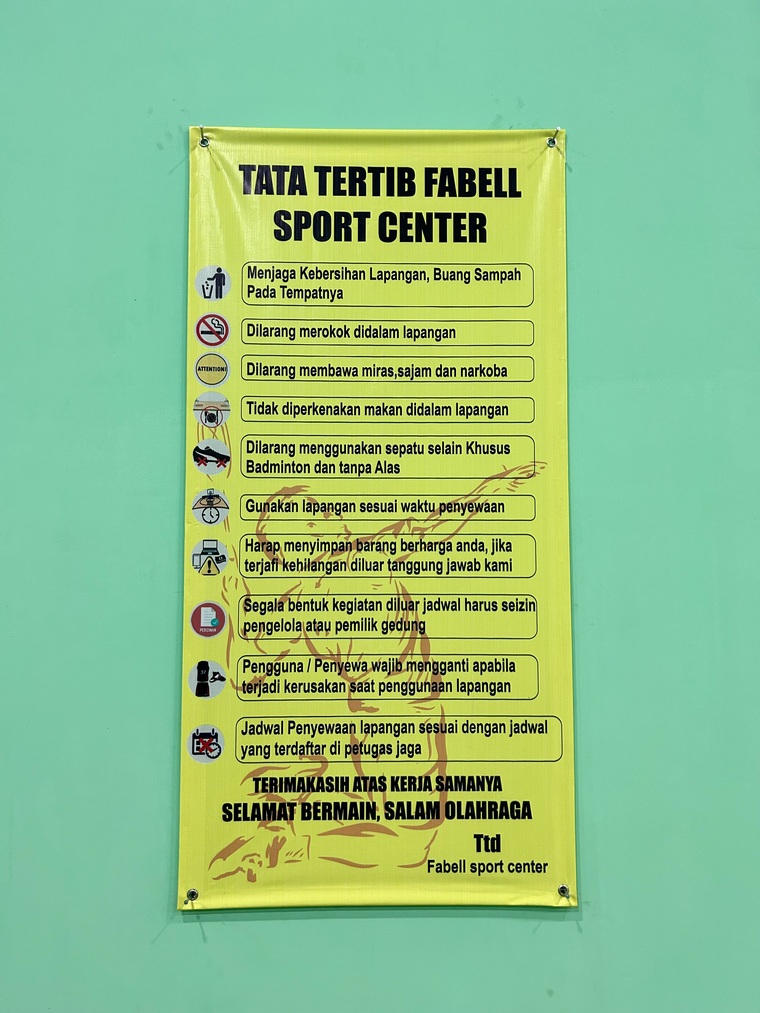 TATA TERTIB FABELL
SPORT CENTER
Menjaga Kebersihan Lapangan, Buang Sampah
Pada Tempatnya
Dilarang merokok didalam lapangan
ATTENTION!
Dilarang membawa miras,sajam dan narkoba
Tidak diperkenakan makan didalam lapangan
Dilarang menggunakan sepatu selain Khusus
Badminton dan tanpa Alas
Gunakan lapangan sesuai waktu penyewaan
Harap menyimpan barang berharga anda, jika
terjafi kehilangan diluar tanggung jawab kami
Segala bentuk kegiatan diluar jadwal harus seizin
pengelola atau pemilik gedung
Pengguna / Penyewa wajib mengganti apabila
terjadi kerusakan saat penggunaan lapangan
Jadwal Penyewaan lapangan sesuai dengan jadwal
yang terdaftar di petugas jaga
TERIMAKASIH ATAS KERJA SAMANYA
SELAMAT BERMAIN, SALAM OLAHRAGA
Ttd
Fabell sport center